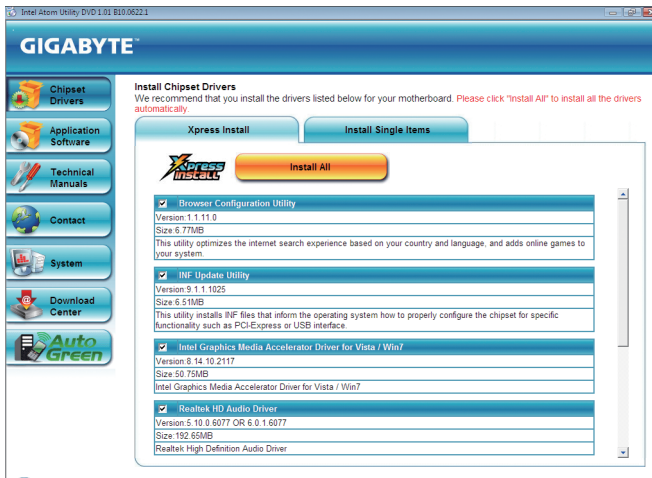 Intel Atom Utility DVD 1.01 B10.0622.1
GIGABYTE™
Chipset
Drivers
Application
Software
Technical
Manuals
Contact
System
Download
Center
Auto
Green
Install Chipset Drivers
We recommend that you install the drivers listed below for your motherboard. Please click "Install All" to install all the drivers
automatically.
Xpress Install
Install Single Items
Xpress
Install
Install All
Browser Configuration Utility
Version:1.1.11.0
Size:6.77MB
This utility optimizes the internet search experience based on your country and language, and adds online games to
your system.
INF Update Utility
Version:9.1.1.1025
Size:6.51MB
This utility installs INF files that inform the operating system how to properly configure the chipset for specific
functionality such as PCI-Express or USB interface.
Intel Graphics Media Accelerator Driver for Vista / Win7
Version:8.14.10.2117
Size:50.75MB
Intel Graphics Media Accelerator Driver for Vista / Win7
Realtek HD Audio Driver
Version:5.10.0.6077 OR 6.0.1.6077
Size:192.65MB
Realtek High Definition Audio Driver